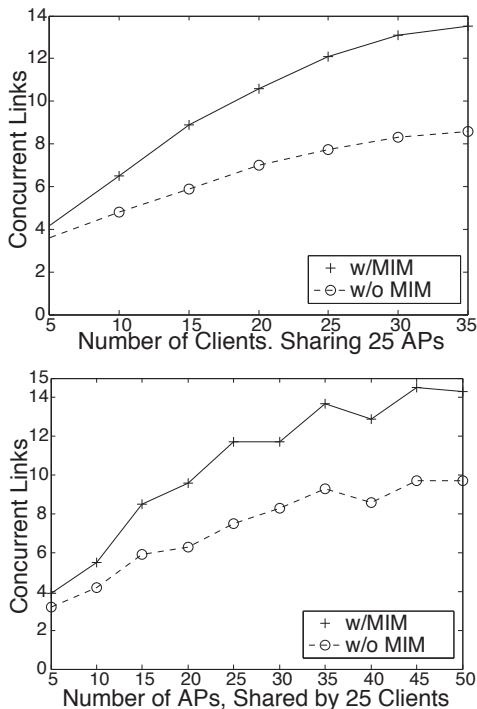 14
12
10
8
6
4
2
0
Concurrent Links
w/MIM
w/o MIM
5 10 15 20 25 30 35
Number of Clients. Sharing 25 APs
15
14
12
10
8
6
4
2
0
Concurrent Links
w/MIM
w/o MIM
5 10 15 20 25 30 35 40 45 50
Number of APs, Shared by 25 Clients